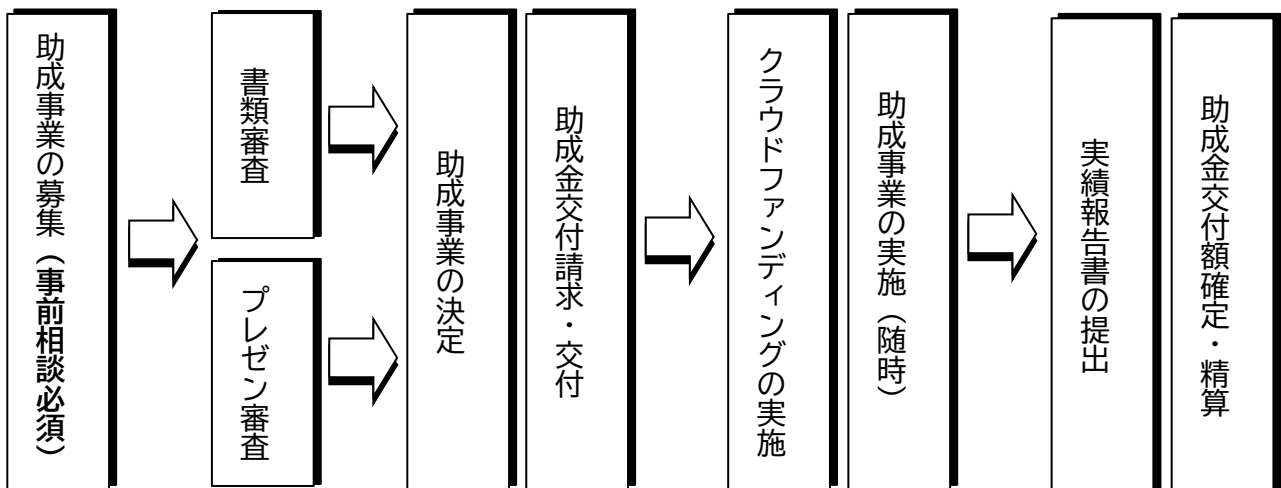 助成事業の募集（事前相談必須）
書類審査
プレゼン審査
助成事業の決定
助成金交付請求・交付
クラウドファンディングの実施
助成事業の実施（随時）
実績報告書の提出
助成金交付額確定・精算